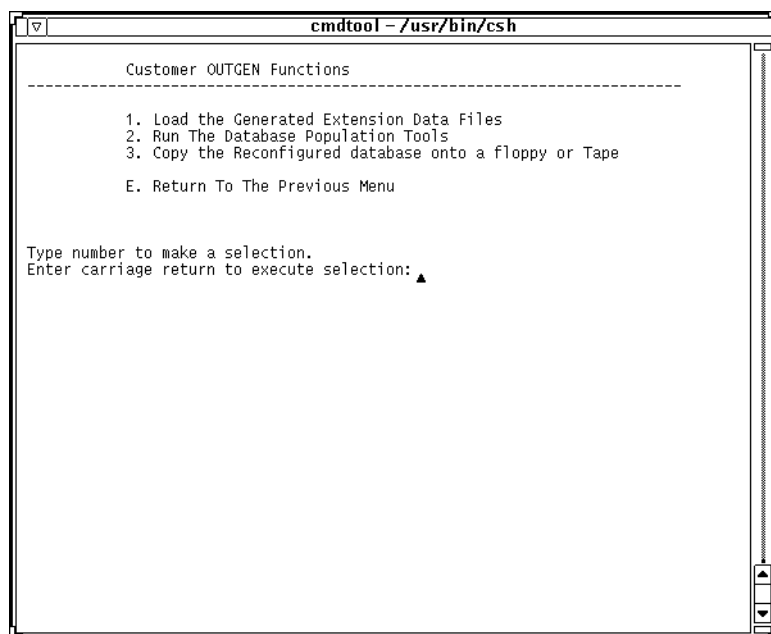 cmdtool – /usr/bin/csh
Customer OUTGEN Functions
-------------------------------------------------------------------------
1. Load the Generated Extension Data Files
2. Run The Database Population Tools
3. Copy the Reconfigured database onto a floppy or Tape
E. Return To The Previous Menu
Type number to make a selection.
Enter carriage return to execute selection: